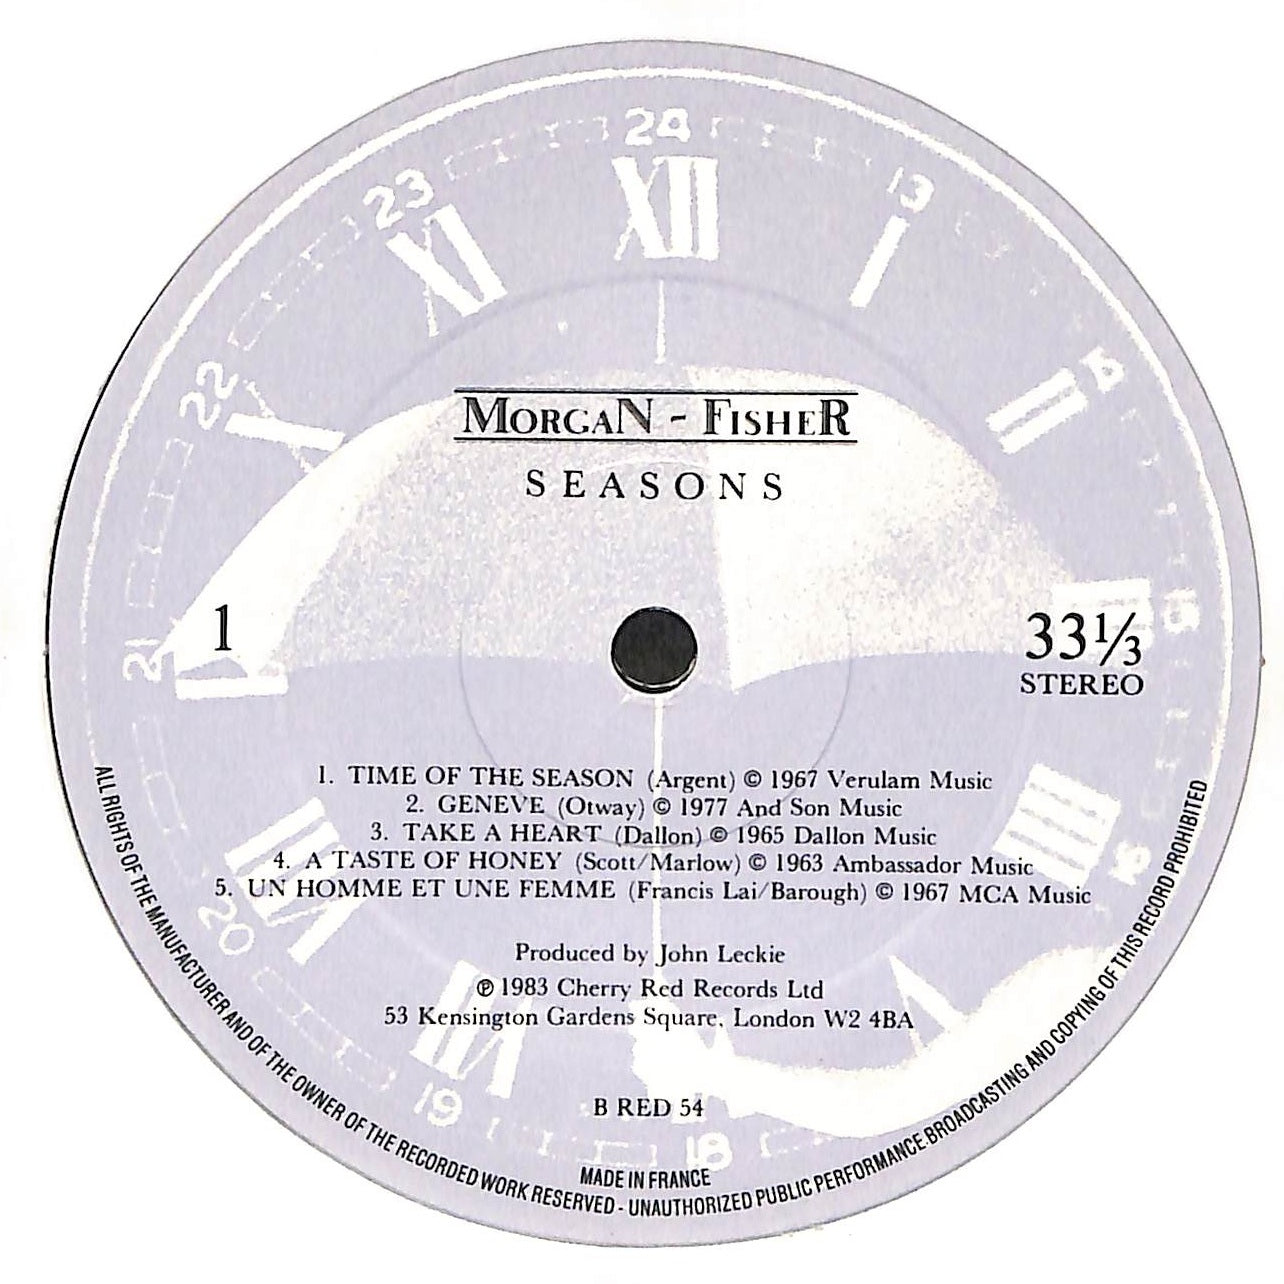 24
XII
23
XI
13
I
22
X
MORGAN - FISHER
SEASONS
1
33⅓
STEREO
21
1. TIME OF THE SEASON (Argent) © 1967 Verulam Music
2. GENEVE (Otway) © 1977 And Son Music
3. TAKE A HEART (Dallon) © 1965 Dallon Music
4. A TASTE OF HONEY (Scott/Marlow) © 1963 Ambassador Music
5. UN HOMME ET UNE FEMME (Francis Lai/Barough) © 1967 MCA Music
20
Produced by John Leckie
℗ 1983 Cherry Red Records Ltd
53 Kensington Gardens Square, London W2 4BA
19
B RED 54
18
MADE IN FRANCE
ALL RIGHTS OF THE MANUFACTURER AND OF THE OWNER OF THE RECORDED WORK RESERVED - UNAUTHORIZED PUBLIC PERFORMANCE.BROADCASTING AND COPYING OF THIS RECORD PROHIBITED